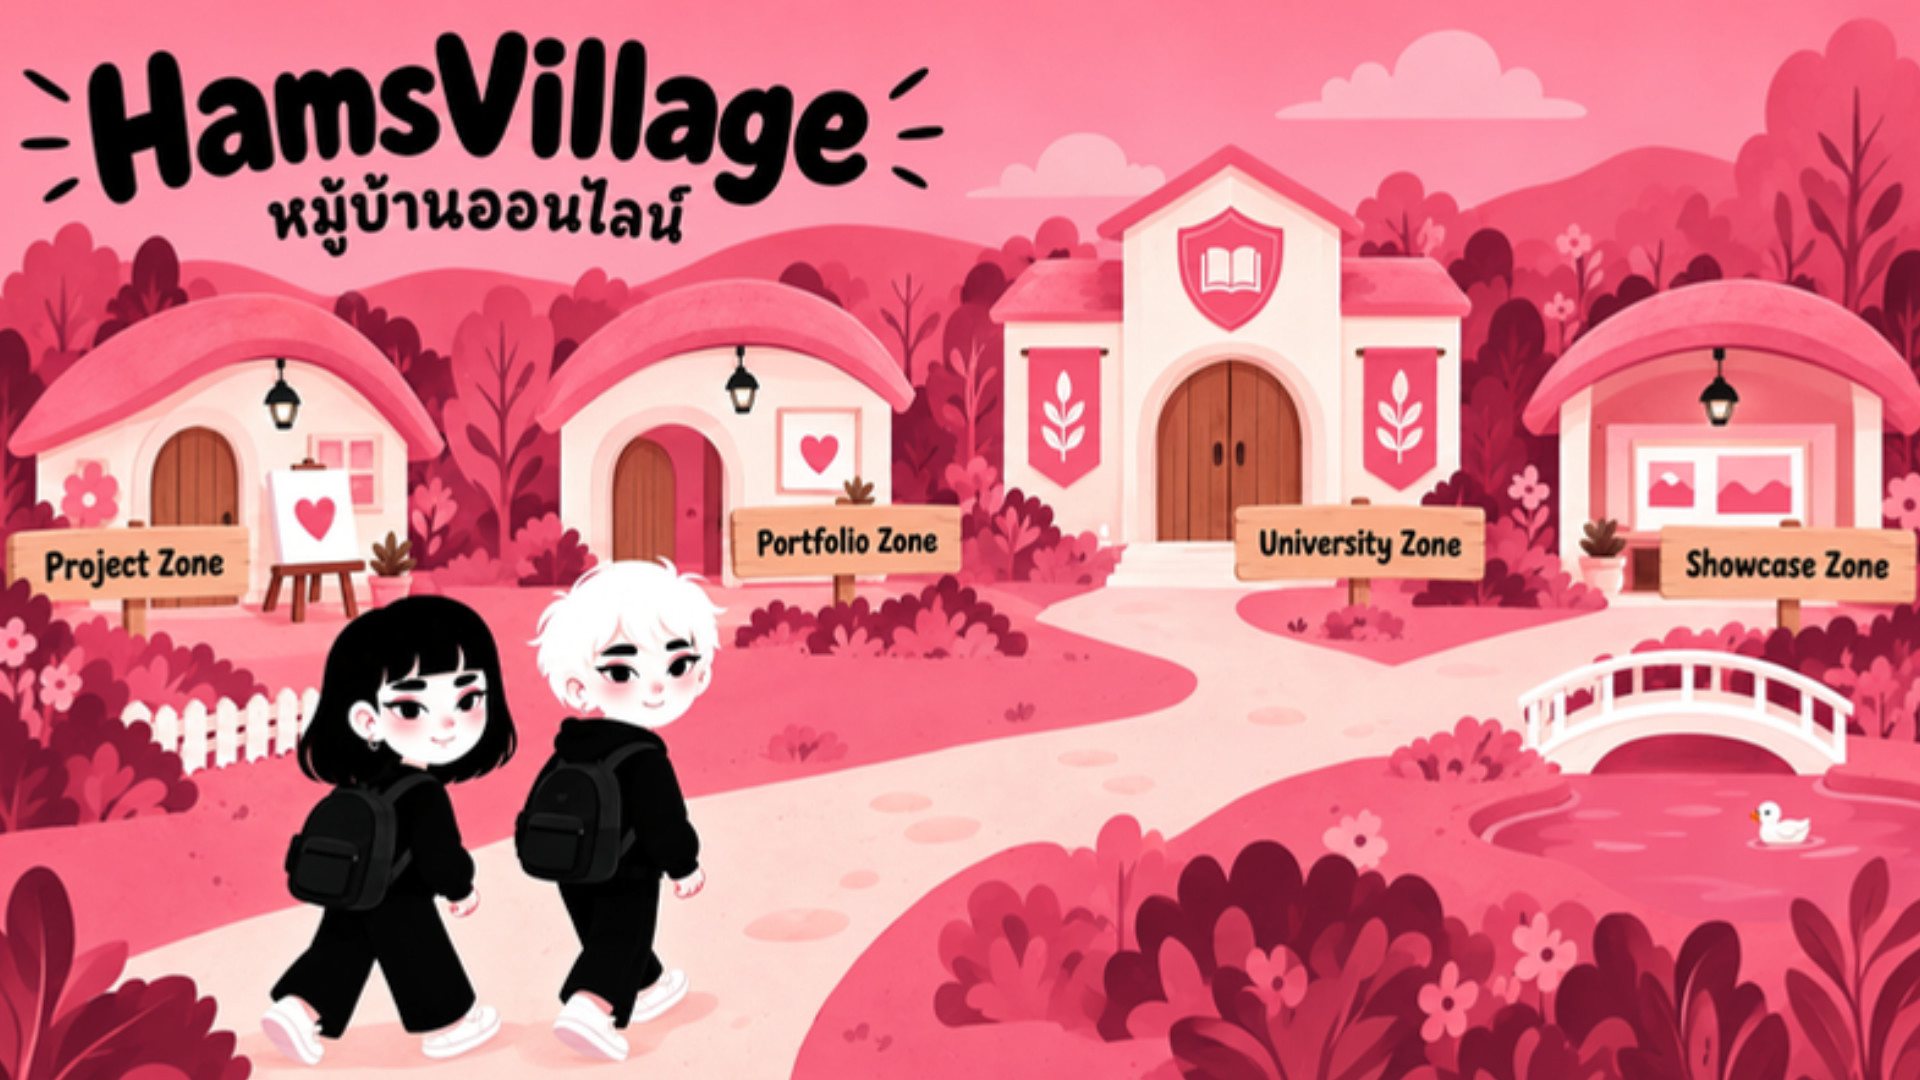 HamsVillage
หมู่บ้านออนไลน์
Project Zone
Portfolio Zone
University Zone
Showcase Zone